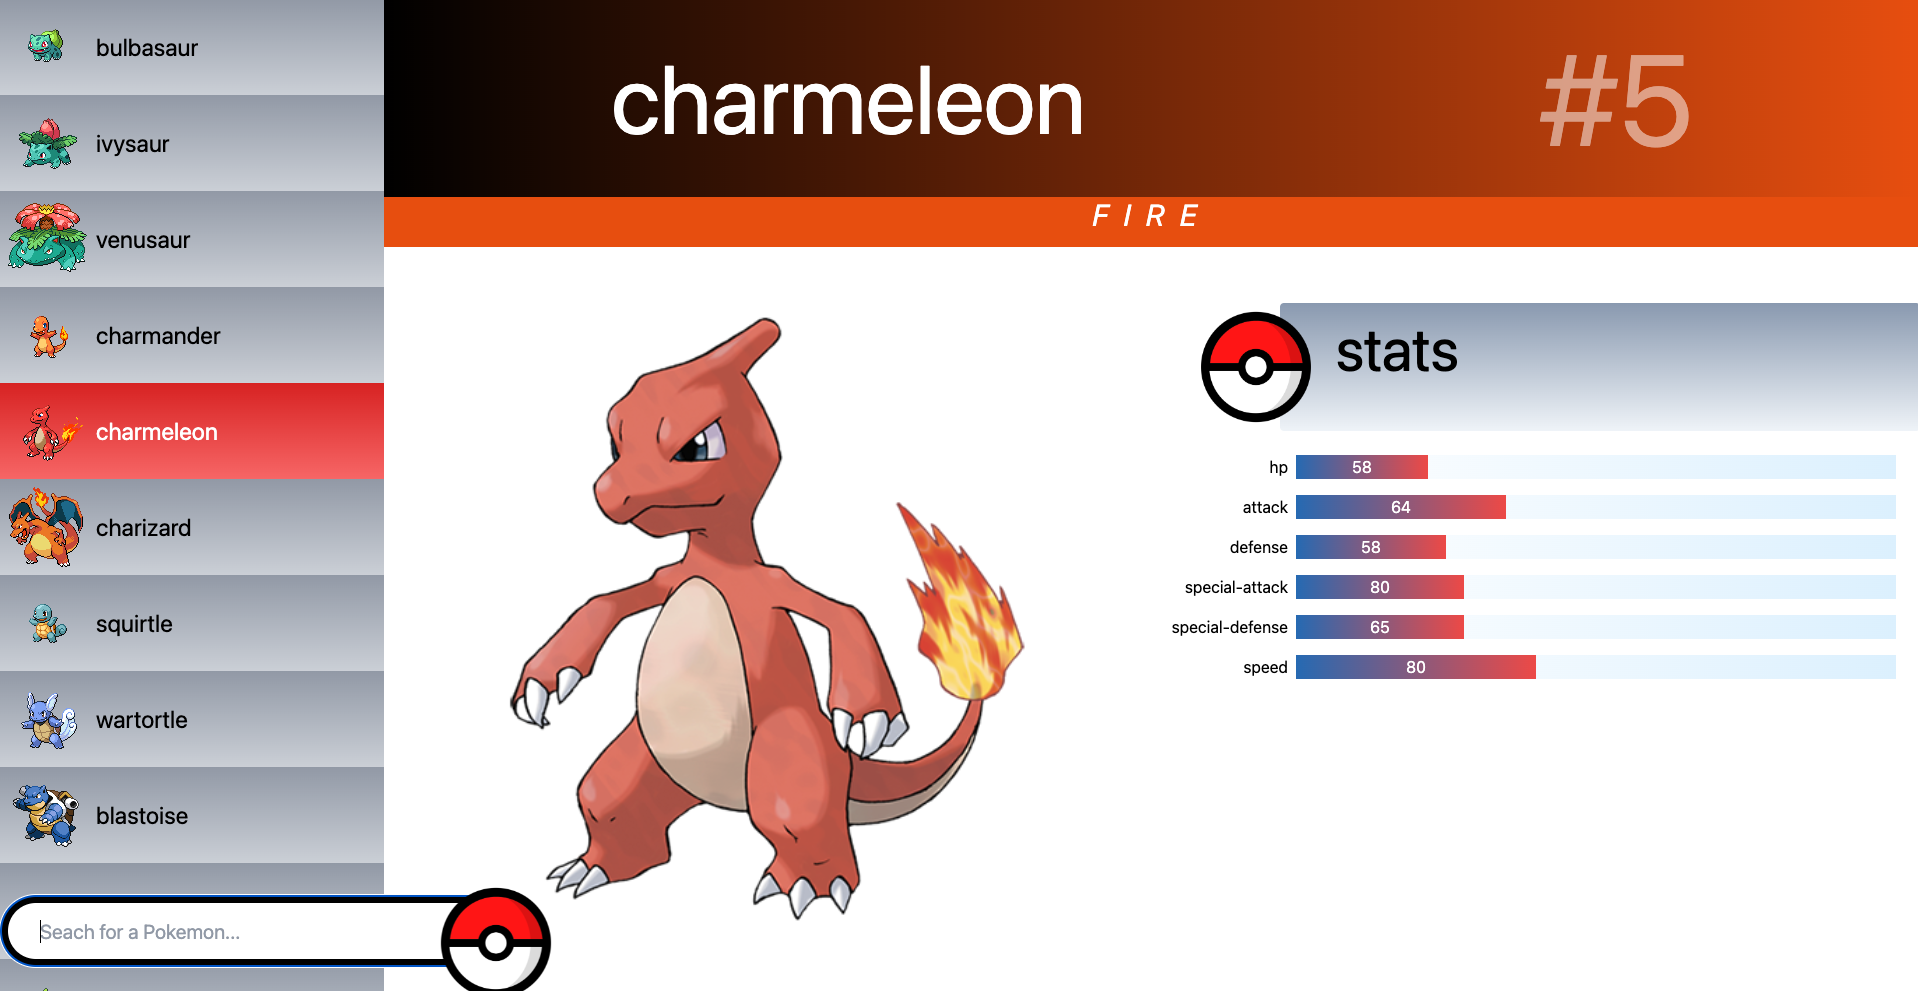 bulbasaur
ivysaur
venusaur
charmander
charmeleon
charizard
squirtle
wartortle
blastoise
Seach for a Pokemon...
charmeleon
#5
FIRE
stats
hp 58
attack 64
defense 58
special-attack 80
special-defense 65
speed 80